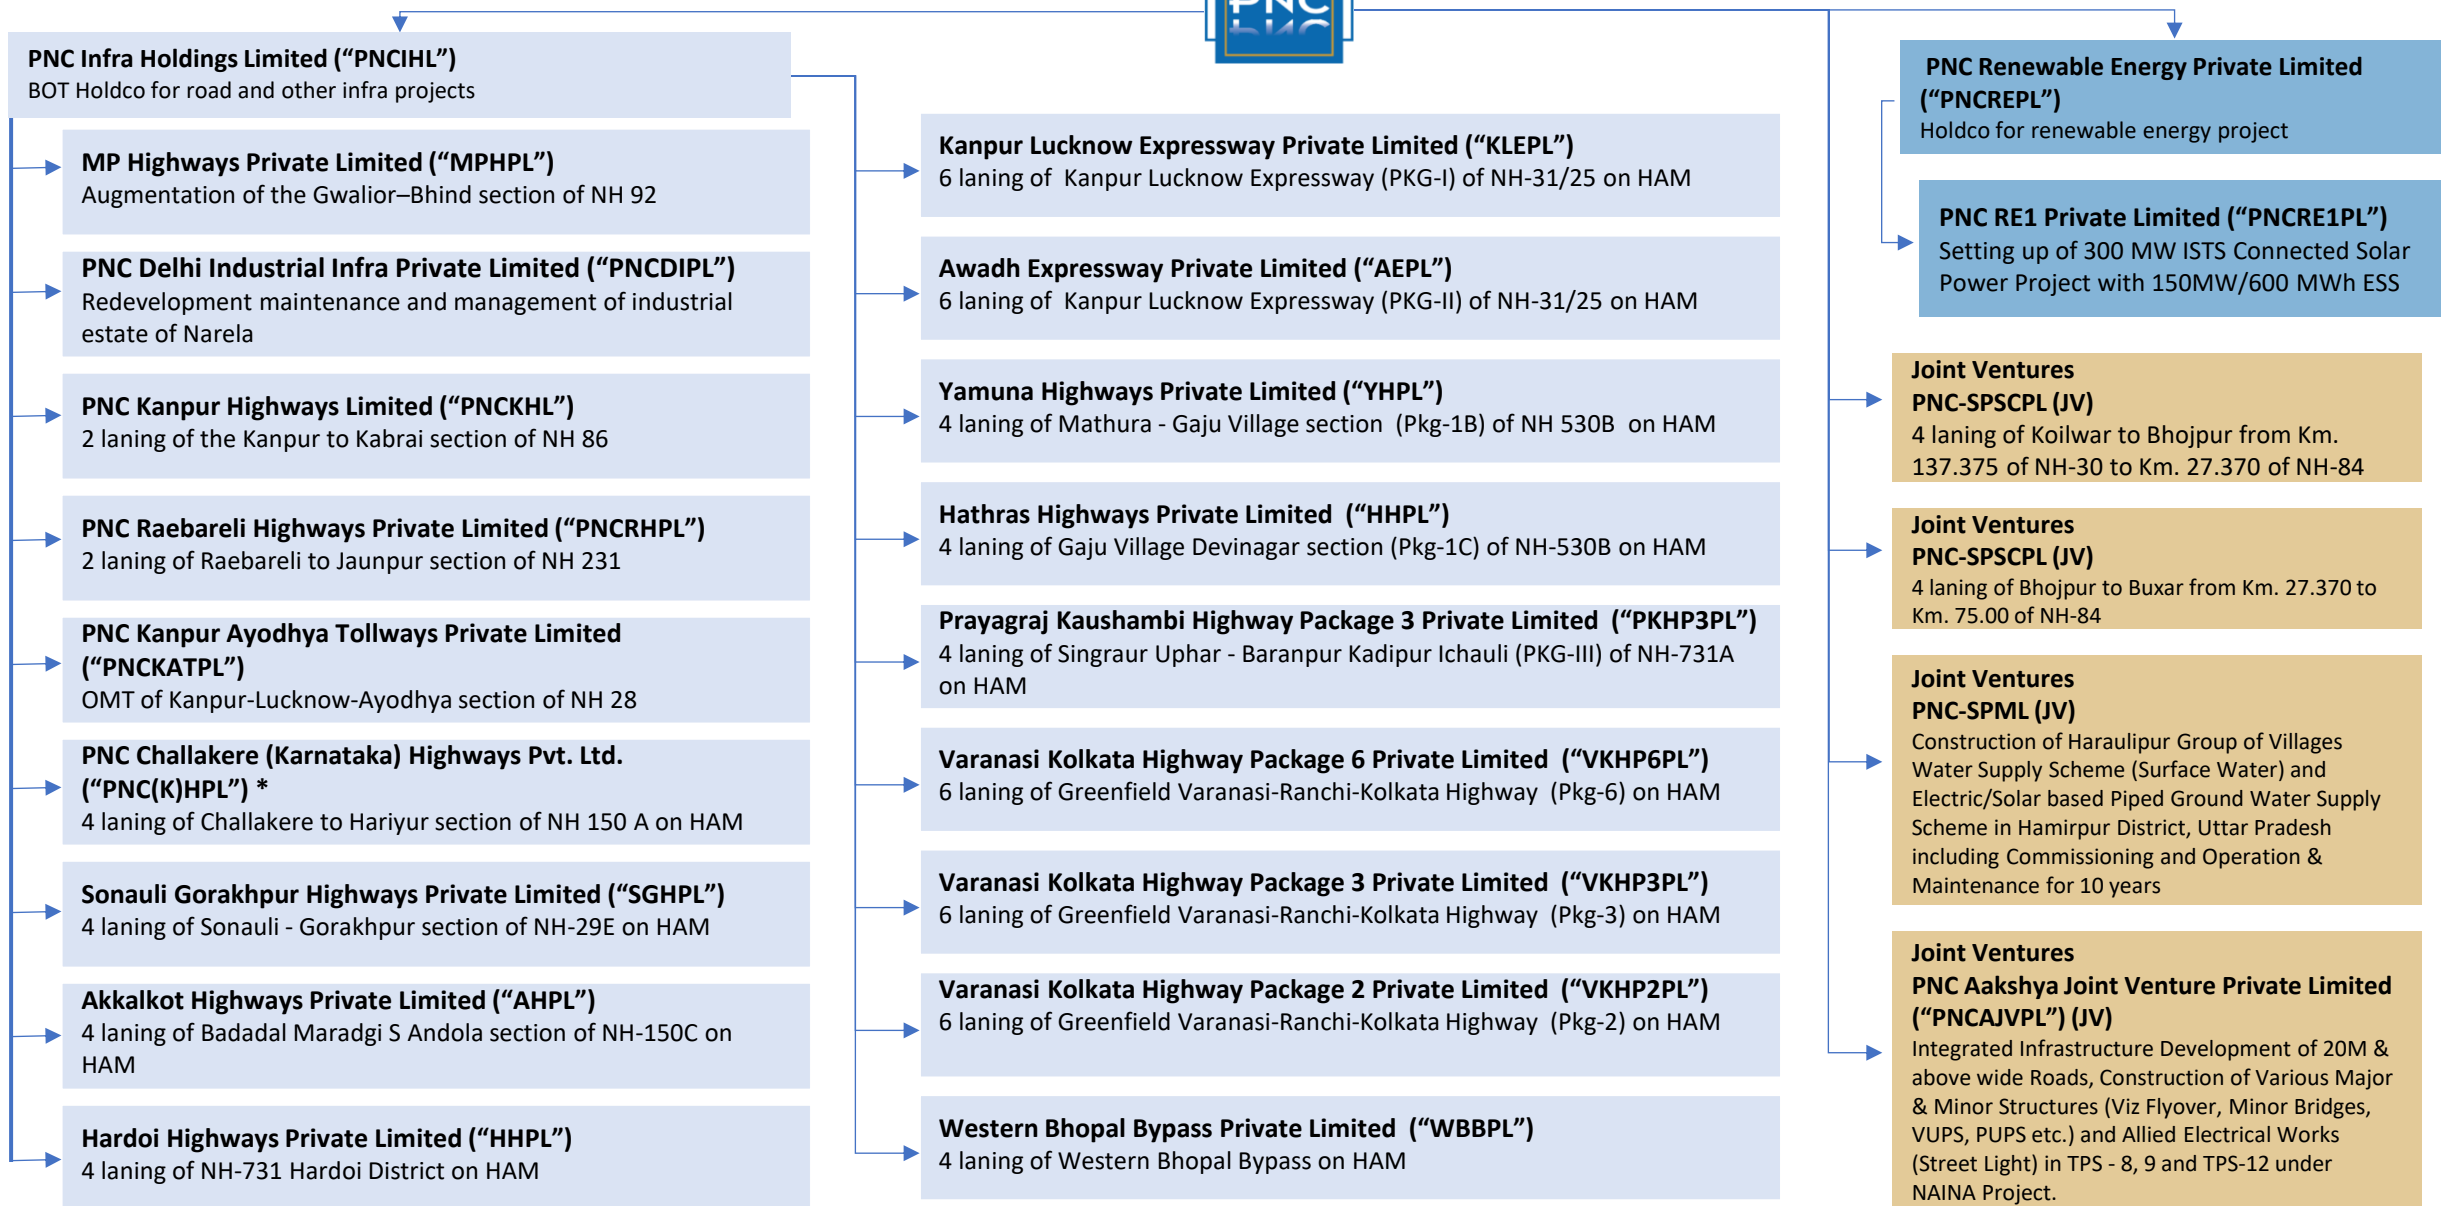 PNC
PNC Infra Holdings Limited (“PNCIHL”)
BOT Holdco for road and other infra projects
MP Highways Private Limited (“MPHPL”)
Augmentation of the Gwalior–Bhind section of NH 92
PNC Delhi Industrial Infra Private Limited (“PNCDIPL”)
Redevelopment maintenance and management of industrial
estate of Narela
PNC Kanpur Highways Limited (“PNCKHL”)
2 laning of the Kanpur to Kabrai section of NH 86
PNC Raebareli Highways Private Limited (“PNCRHPL”)
2 laning of Raebareli to Jaunpur section of NH 231
PNC Kanpur Ayodhya Tollways Private Limited
(“PNCKATPL”)
OMT of Kanpur-Lucknow-Ayodhya section of NH 28
PNC Challakere (Karnataka) Highways Pvt. Ltd.
(“PNC(K)HPL”) *
4 laning of Challakere to Hariyur section of NH 150 A on HAM
Sonauli Gorakhpur Highways Private Limited (“SGHPL”)
4 laning of Sonauli - Gorakhpur section of NH-29E on HAM
Akkalkot Highways Private Limited (“AHPL”)
4 laning of Badadal Maradgi S Andola section of NH-150C on
HAM
Hardoi Highways Private Limited (“HHPL”)
4 laning of NH-731 Hardoi District on HAM
Kanpur Lucknow Expressway Private Limited (“KLEPL”)
6 laning of Kanpur Lucknow Expressway (PKG-I) of NH-31/25 on HAM
Awadh Expressway Private Limited (“AEPL”)
6 laning of Kanpur Lucknow Expressway (PKG-II) of NH-31/25 on HAM
Yamuna Highways Private Limited (“YHPL”)
4 laning of Mathura - Gaju Village section (Pkg-1B) of NH 530B on HAM
Hathras Highways Private Limited (“HHPL”)
4 laning of Gaju Village Devinagar section (Pkg-1C) of NH-530B on HAM
Prayagraj Kaushambi Highway Package 3 Private Limited (“PKHP3PL”)
4 laning of Singraur Uphar - Baranpur Kadipur Ichauli (PKG-III) of NH-731A
on HAM
Varanasi Kolkata Highway Package 6 Private Limited (“VKHP6PL”)
6 laning of Greenfield Varanasi-Ranchi-Kolkata Highway (Pkg-6) on HAM
Varanasi Kolkata Highway Package 3 Private Limited (“VKHP3PL”)
6 laning of Greenfield Varanasi-Ranchi-Kolkata Highway (Pkg-3) on HAM
Varanasi Kolkata Highway Package 2 Private Limited (“VKHP2PL”)
6 laning of Greenfield Varanasi-Ranchi-Kolkata Highway (Pkg-2) on HAM
Western Bhopal Bypass Private Limited (“WBBPL”)
4 laning of Western Bhopal Bypass on HAM
PNC Renewable Energy Private Limited
(“PNCREPL”)
Holdco for renewable energy project
PNC RE1 Private Limited (“PNCRE1PL”)
Setting up of 300 MW ISTS Connected Solar
Power Project with 150MW/600 MWh ESS
Joint Ventures
PNC-SPSCPL (JV)
4 laning of Koilwar to Bhojpur from Km.
137.375 of NH-30 to Km. 27.370 of NH-84
Joint Ventures
PNC-SPSCPL (JV)
4 laning of Bhojpur to Buxar from Km. 27.370 to
Km. 75.00 of NH-84
Joint Ventures
PNC-SPML (JV)
Construction of Haraulipur Group of Villages
Water Supply Scheme (Surface Water) and
Electric/Solar based Piped Ground Water Supply
Scheme in Hamirpur District, Uttar Pradesh
including Commissioning and Operation &
Maintenance for 10 years
Joint Ventures
PNC Aakshya Joint Venture Private Limited
(“PNCAJVPL”) (JV)
Integrated Infrastructure Development of 20M &
above wide Roads, Construction of Various Major
& Minor Structures (Viz Flyover, Minor Bridges,
VUPS, PUPS etc.) and Allied Electrical Works
(Street Light) in TPS - 8, 9 and TPS-12 under
NAINA Project.